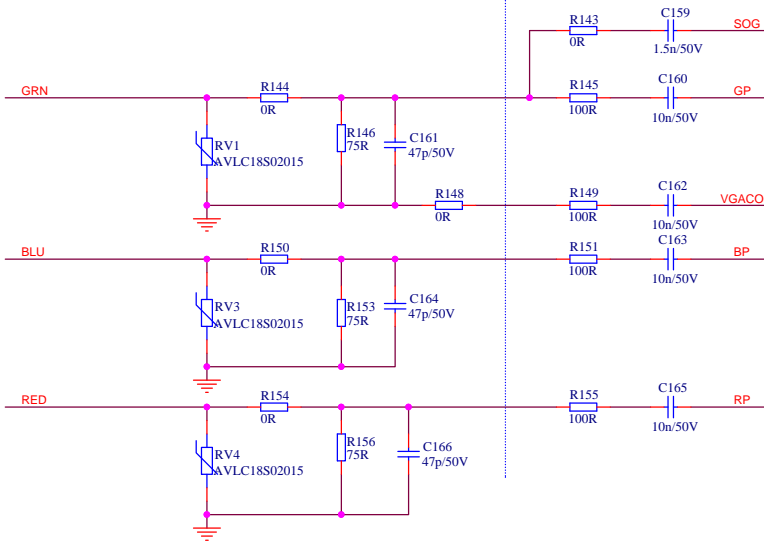 C159
R143
SOG
0R
1.5n/50V
GRN
R144
R145
C160
GP
0R
100R
10n/50V
R146
75R
C161
47p/50V
RV1
AVLC18S02015
R148
R149
C162
VGACO
0R
100R
10n/50V
BLU
R150
R151
C163
BP
0R
100R
10n/50V
RV3
AVLC18S02015
R153
75R
C164
47p/50V
RED
R154
R155
C165
RP
0R
100R
10n/50V
R156
75R
C166
47p/50V
RV4
AVLC18S02015